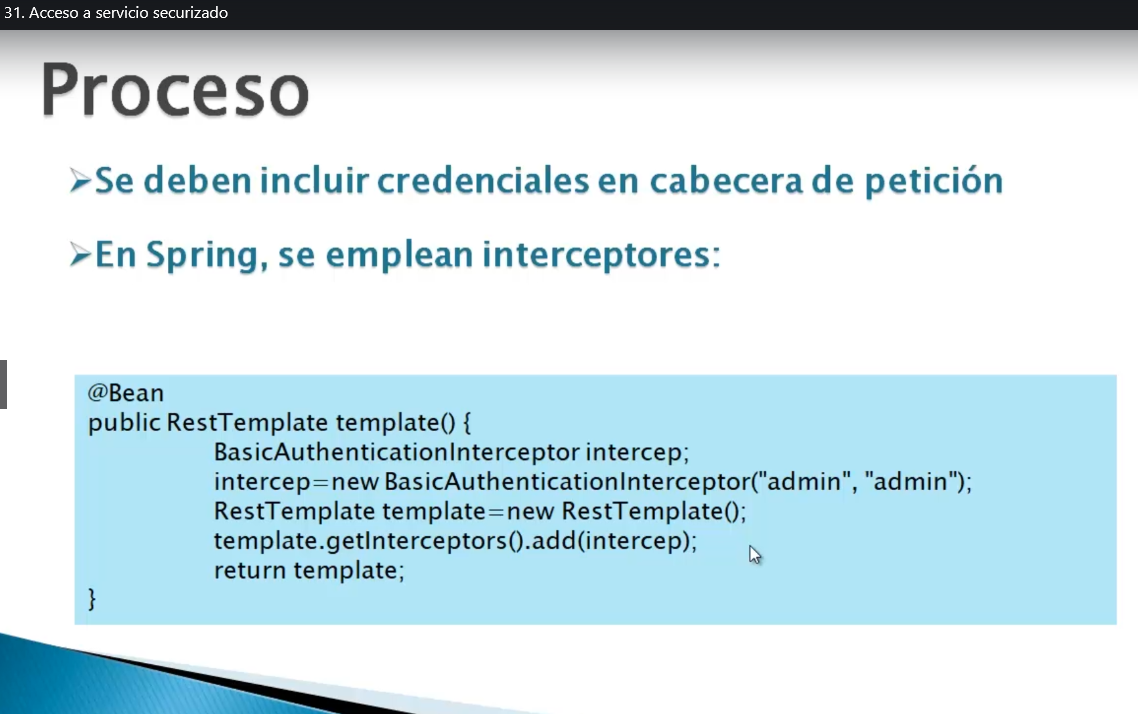 31. Acceso a servicio securizado
Proceso
➢Se deben incluir credenciales en cabecera de petición
➢En Spring, se emplean interceptores:
@Bean
public RestTemplate template() {
BasicAuthenticationInterceptor intercep;
intercep=new BasicAuthenticationInterceptor("admin", "admin");
RestTemplate template=new RestTemplate();
template.getInterceptors().add(intercep);
return template;
}